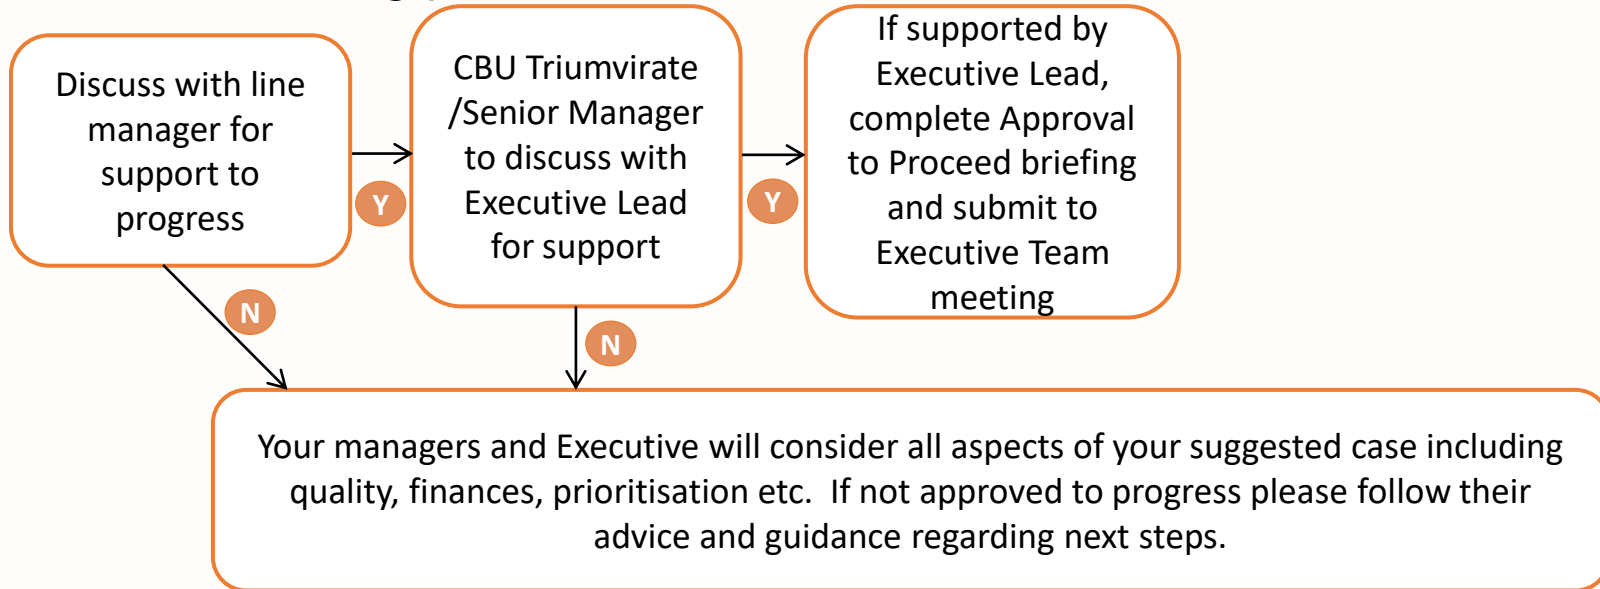 Discuss with line
manager for
support to
progress
Y
N
CBU Triumvirate
/Senior Manager
to discuss with
Executive Lead
for support
Y
N
If supported by
Executive Lead,
complete Approval
to Proceed briefing
and submit to
Executive Team
meeting
Your managers and Executive will consider all aspects of your suggested case including
quality, finances, prioritisation etc.  If not approved to progress please follow their
advice and guidance regarding next steps.